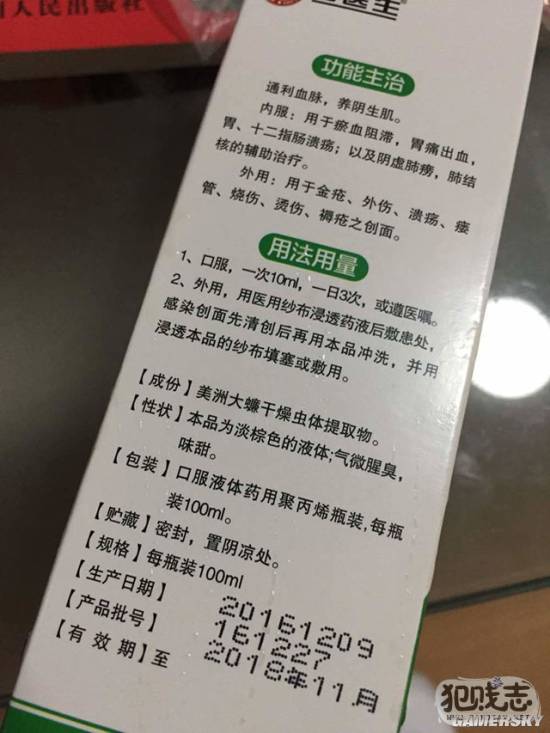 人民出版社
功能主治
通利血脉，养阴生肌。
内服：用于瘀血阻滞，胃痛出血，
胃、十二指肠溃疡；以及阴虚肺痨，肺结
核的辅助治疗。
外用：用于金疮、外伤、溃疡、瘘
管、烧伤、烫伤、褥疮之创面。
用法用量
1、口服，一次10ml，一日3次，或遵医嘱。
2、外用，用医用纱布浸透药液后敷患处，
感染创面先清创后再用本品冲洗，并用
浸透本品的纱布填塞或敷用。
【成份】美洲大蠊干燥虫体提取物。
【性状】本品为淡棕色的液体；气微腥臭，
味甜。
【包装】口服液体药用聚丙烯瓶装，每瓶
装100ml。
【贮藏】密封，置阴凉处。
【规格】每瓶装100ml
【生产日期】 20161209
【产品批号】 161227
【有 效 期】至 2018年11月
犯贱志
GAMERSKY